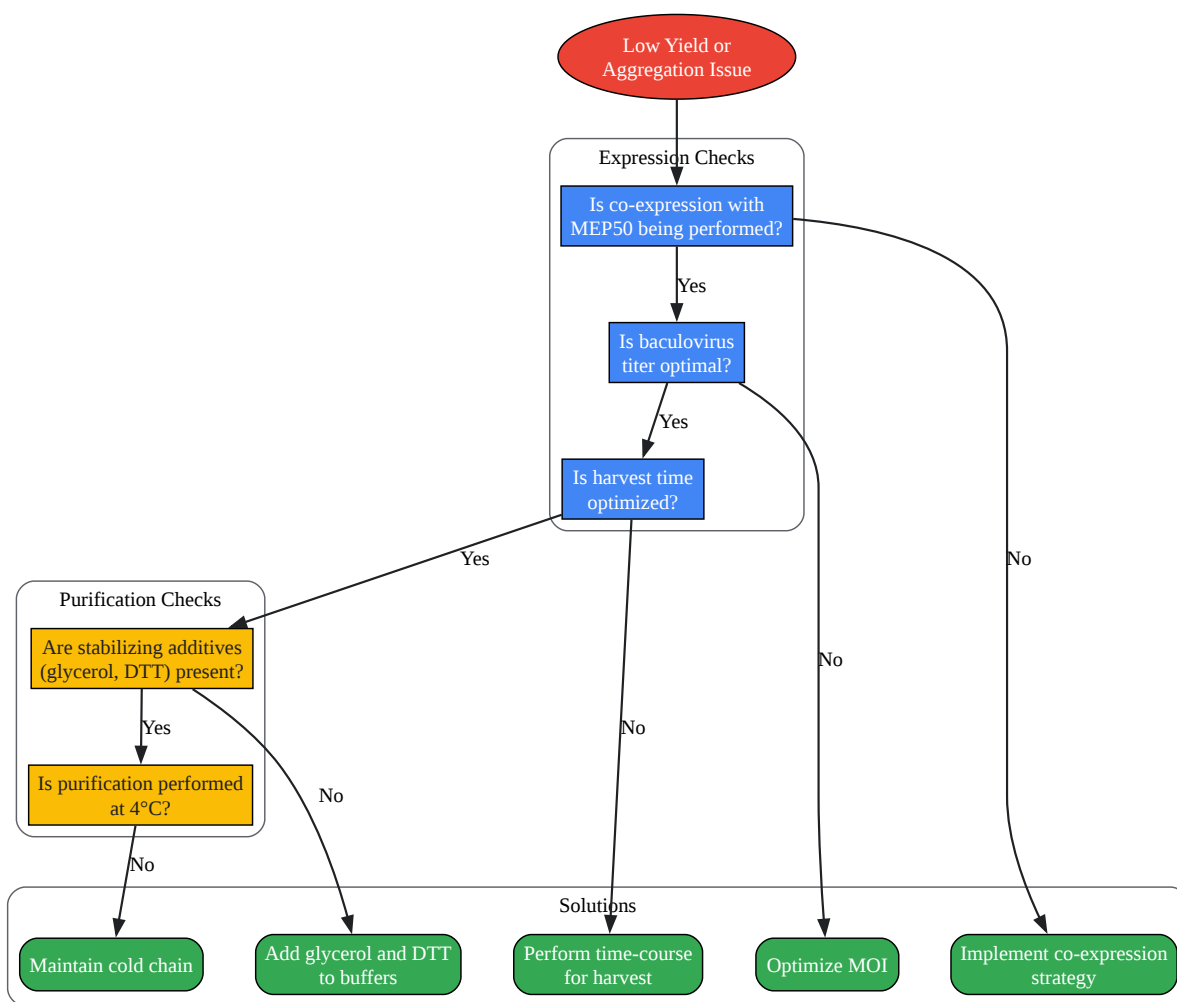 Low Yield or
Aggregation Issue
Expression Checks
Is co-expression with
MEP50 being performed?
Yes
Is baculovirus
titer optimal?
Yes
Is harvest time
optimized?
Yes
No
Purification Checks
Are stabilizing additives
(glycerol, DTT) present?
No
Yes
No
Is purification performed
at 4°C?
No
No
Solutions
Maintain cold chain
Add glycerol and DTT
to buffers
Perform time-course
for harvest
Optimize MOI
Implement co-expression
strategy